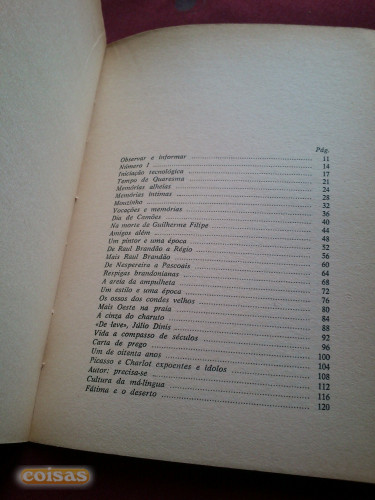 Pág.
Observar e informar 11
Número 1 14
Iniciação tecnológica 17
Tempo de Quaresma 21
Memórias alheias 24
Memórias íntimas 28
Mouzinho 32
Vocações e memórias 36
Dia de Camões 40
Na morte de Guilherme Filipe 44
Amigos além 48
Um pintor e uma época 52
De Raul Brandão a Régio 56
Mais Raul Brandão 60
De Nespereira a Pascoais 64
Respigas brandonianas 68
A areia da ampulheta 72
Um estilo e uma época 76
Os ossos dos condes velhos 80
Mais Oeste na praia 84
A cinza do charuto 88
«De leve», Júlio Dinis 92
Vida a compasso de séculos 96
Carta de prego 100
Um de oitenta anos 104
Picasso e Charlot expoentes e ídolos 108
Autor: precisa-se 112
Cultura da má-língua 116
Fátima e o deserto 120
coisas